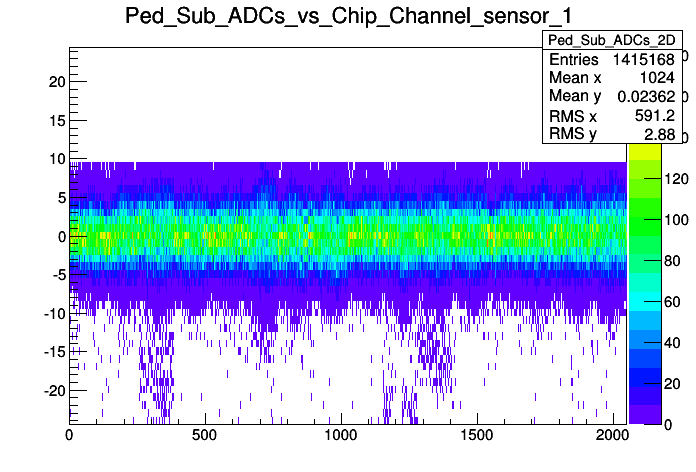 Ped_Sub_ADCs_vs_Chip_Channel_sensor_1
Ped_Sub_ADCs_2D
Entries 1415168
Mean x 1024
Mean y 0.02362
RMS x 591.2
RMS y 2.88
20
15
10
5
0
-5
-10
-15
-20
0 500 1000 1500 2000
120
100
80
60
40
20
0